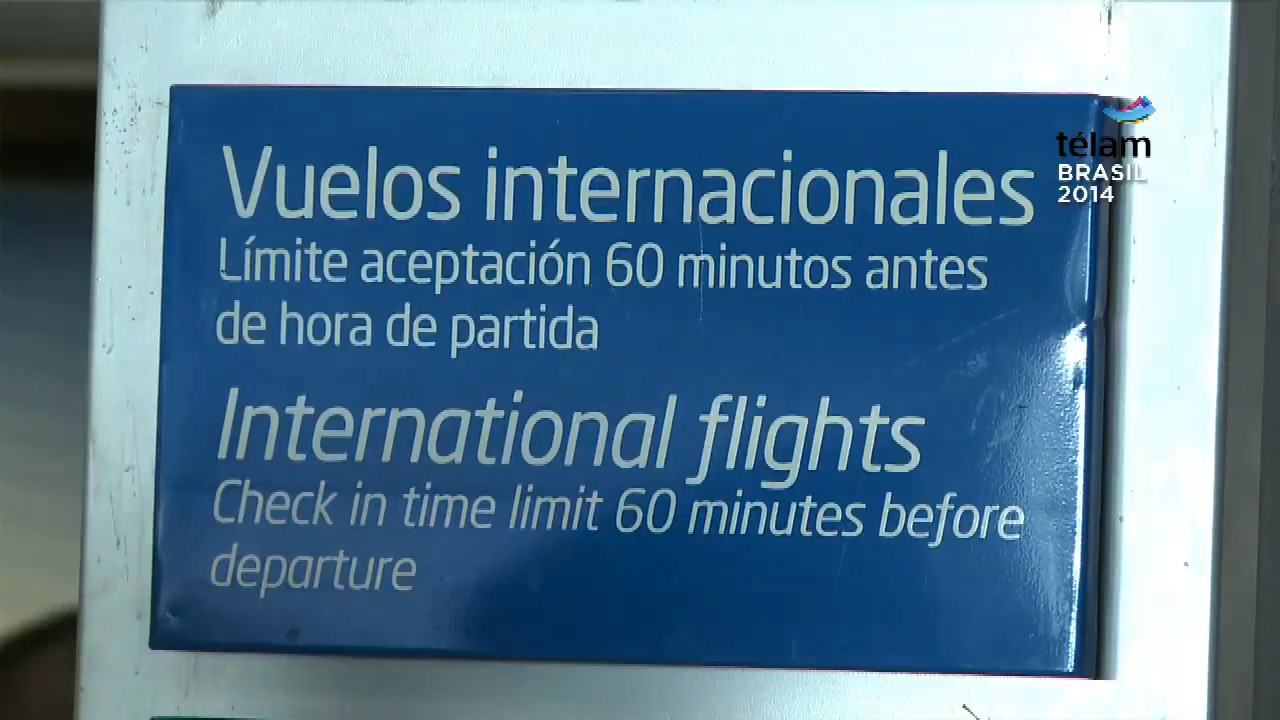 Vuelos internacionales
Límite aceptación 60 minutos antes
de hora de partida
International flights
Check in time limit 60 minutes before
departure
télam
BRASIL
2014